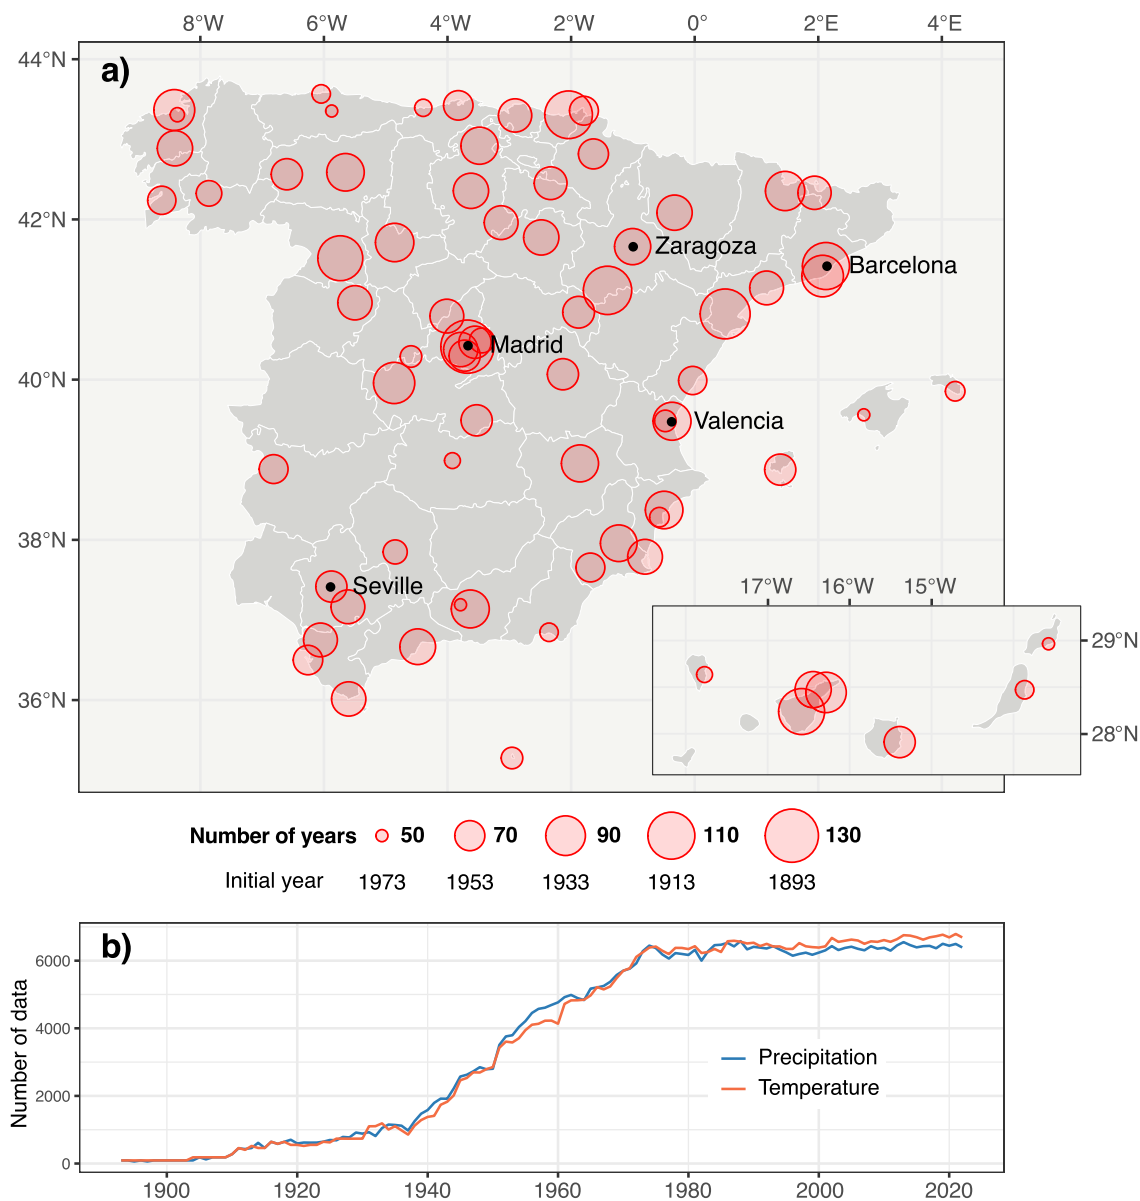 8°W 6°W 4°W 2°W 0° 2°E 4°E
44°N
a)
42°N
Zaragoza
Barcelona
Madrid
40°N
Valencia
38°N
Seville
17°W 16°W 15°W
29°N
36°N
28°N
Number of years 50 70 90 110 130
Initial year 1973 1953 1933 1913 1893
b)
6000
4000
2000
0
Number of data
Precipitation
Temperature
1900 1920 1940 1960 1980 2000 2020